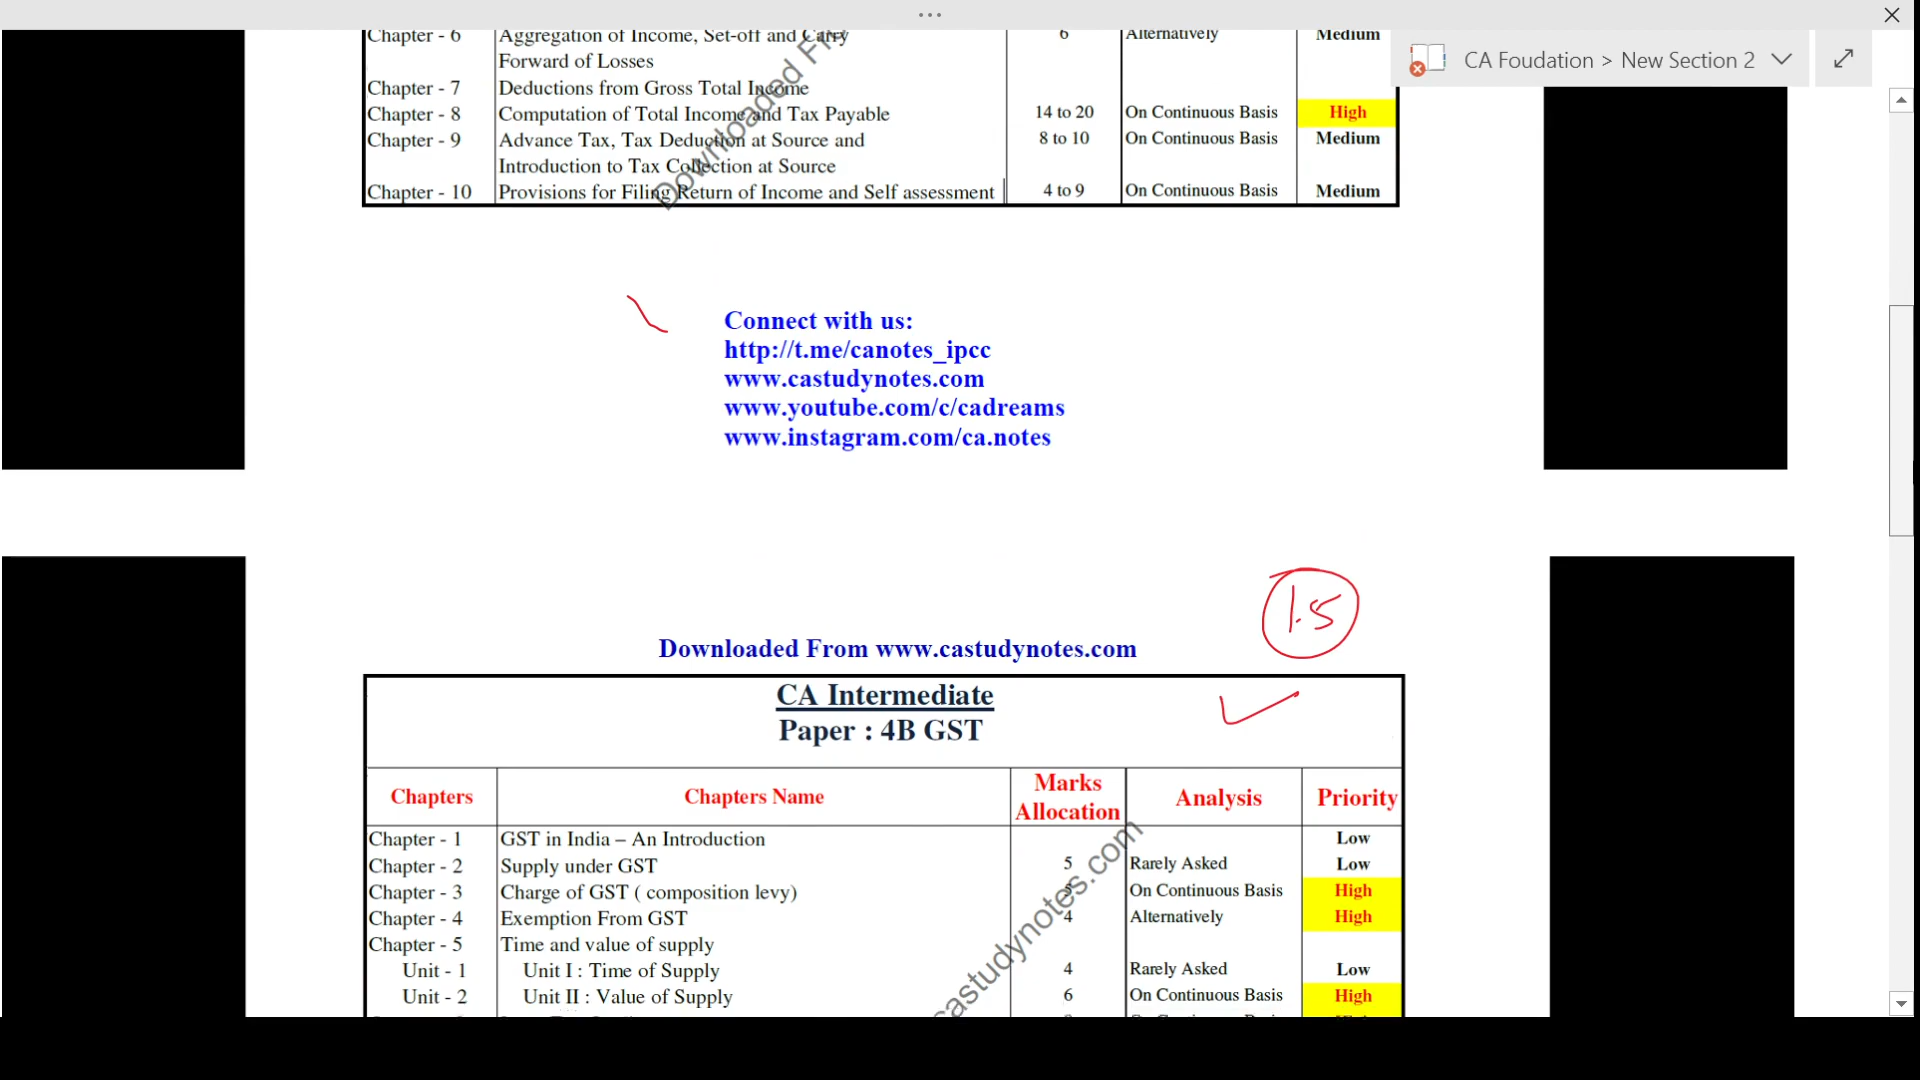 Chapter - 6 Aggregation of Income, Set-off and Carry 6 Alternatively Medium
CA Foudation > New Section 2
Forward of Losses
Chapter - 7 Deductions from Gross Total Income
Chapter - 8 Computation of Total Income and Tax Payable 14 to 20 On Continuous Basis High
Chapter - 9 Advance Tax, Tax Deduction at Source and 8 to 10 On Continuous Basis Medium
Introduction to Tax Collection at Source
Chapter - 10 Provisions for Filing Return of Income and Self assessment 4 to 9 On Continuous Basis Medium
Downloaded
Connect with us:
http://t.me/canotes_ipcc
www.castudynotes.com
www.youtube.com/c/cadreams
www.instagram.com/ca.notes
1.5
Downloaded From www.castudynotes.com
CA Intermediate
Paper : 4B GST
Chapters Chapters Name Marks Allocation Analysis Priority
Chapter - 1 GST in India – An Introduction Low
Chapter - 2 Supply under GST 5 Rarely Asked Low
Chapter - 3 Charge of GST ( composition levy) 5 On Continuous Basis High
Chapter - 4 Exemption From GST 4 Alternatively High
Chapter - 5 Time and value of supply
Unit - 1 Unit I : Time of Supply 4 Rarely Asked Low
Unit - 2 Unit II : Value of Supply 6 On Continuous Basis High
castudynotes.com